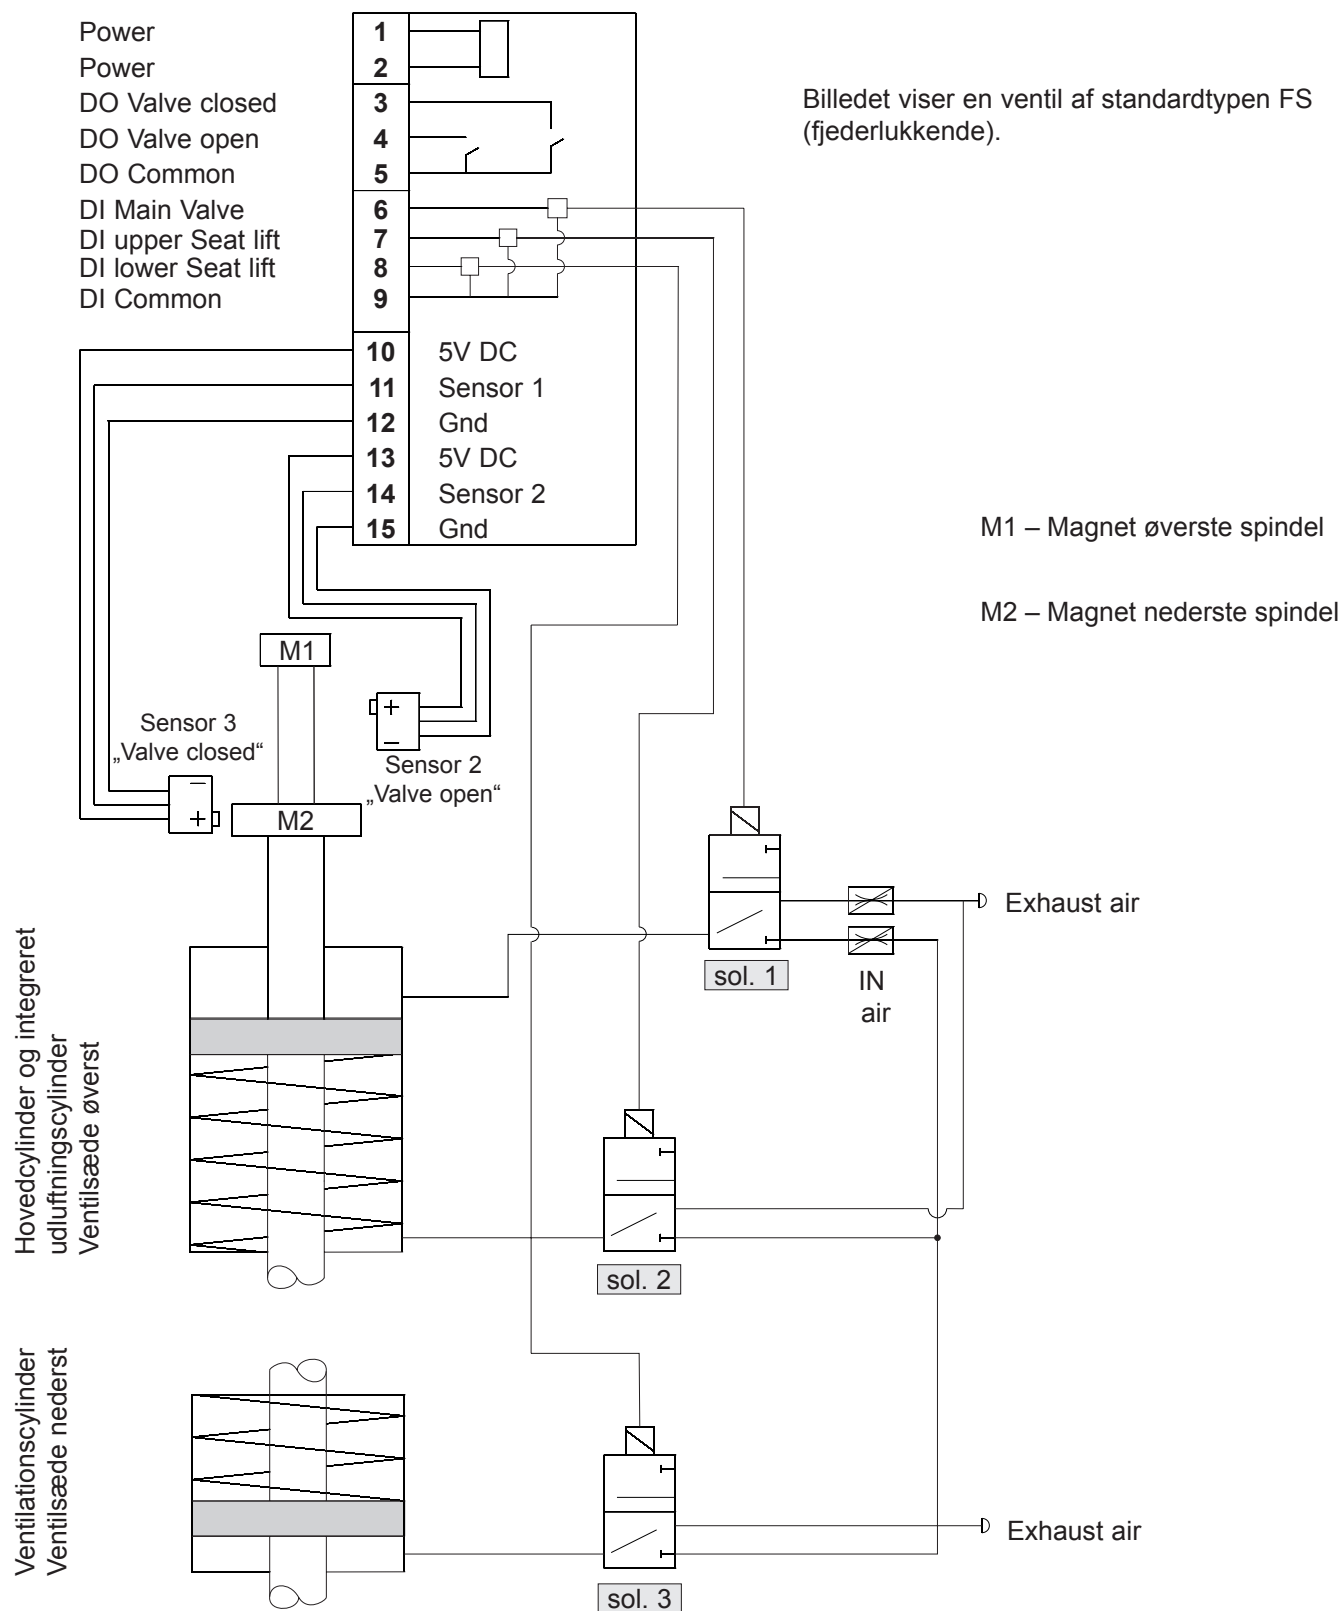 Power
1
Power
2
DO Valve closed
3
DO Valve open
4
DO Common
5
DI Main Valve
6
DI upper Seat lift
7
DI lower Seat lift
8
DI Common
9
10 5V DC
11 Sensor 1
12 Gnd
13 5V DC
14 Sensor 2
15 Gnd
Billedet viser en ventil af standardtypen FS
(fjederlukkende).
M1 – Magnet øverste spindel
M2 – Magnet nederste spindel
M1
Sensor 3
„Valve closed“
–
+
+
–
Sensor 2
„Valve open“
M2
Exhaust air
sol. 1
IN
air
Hovedcylinder og integreret
udluftningscylinder
Ventilsæde øverst
sol. 2
Ventilationscylinder
Ventilsæde nederst
Exhaust air
sol. 3